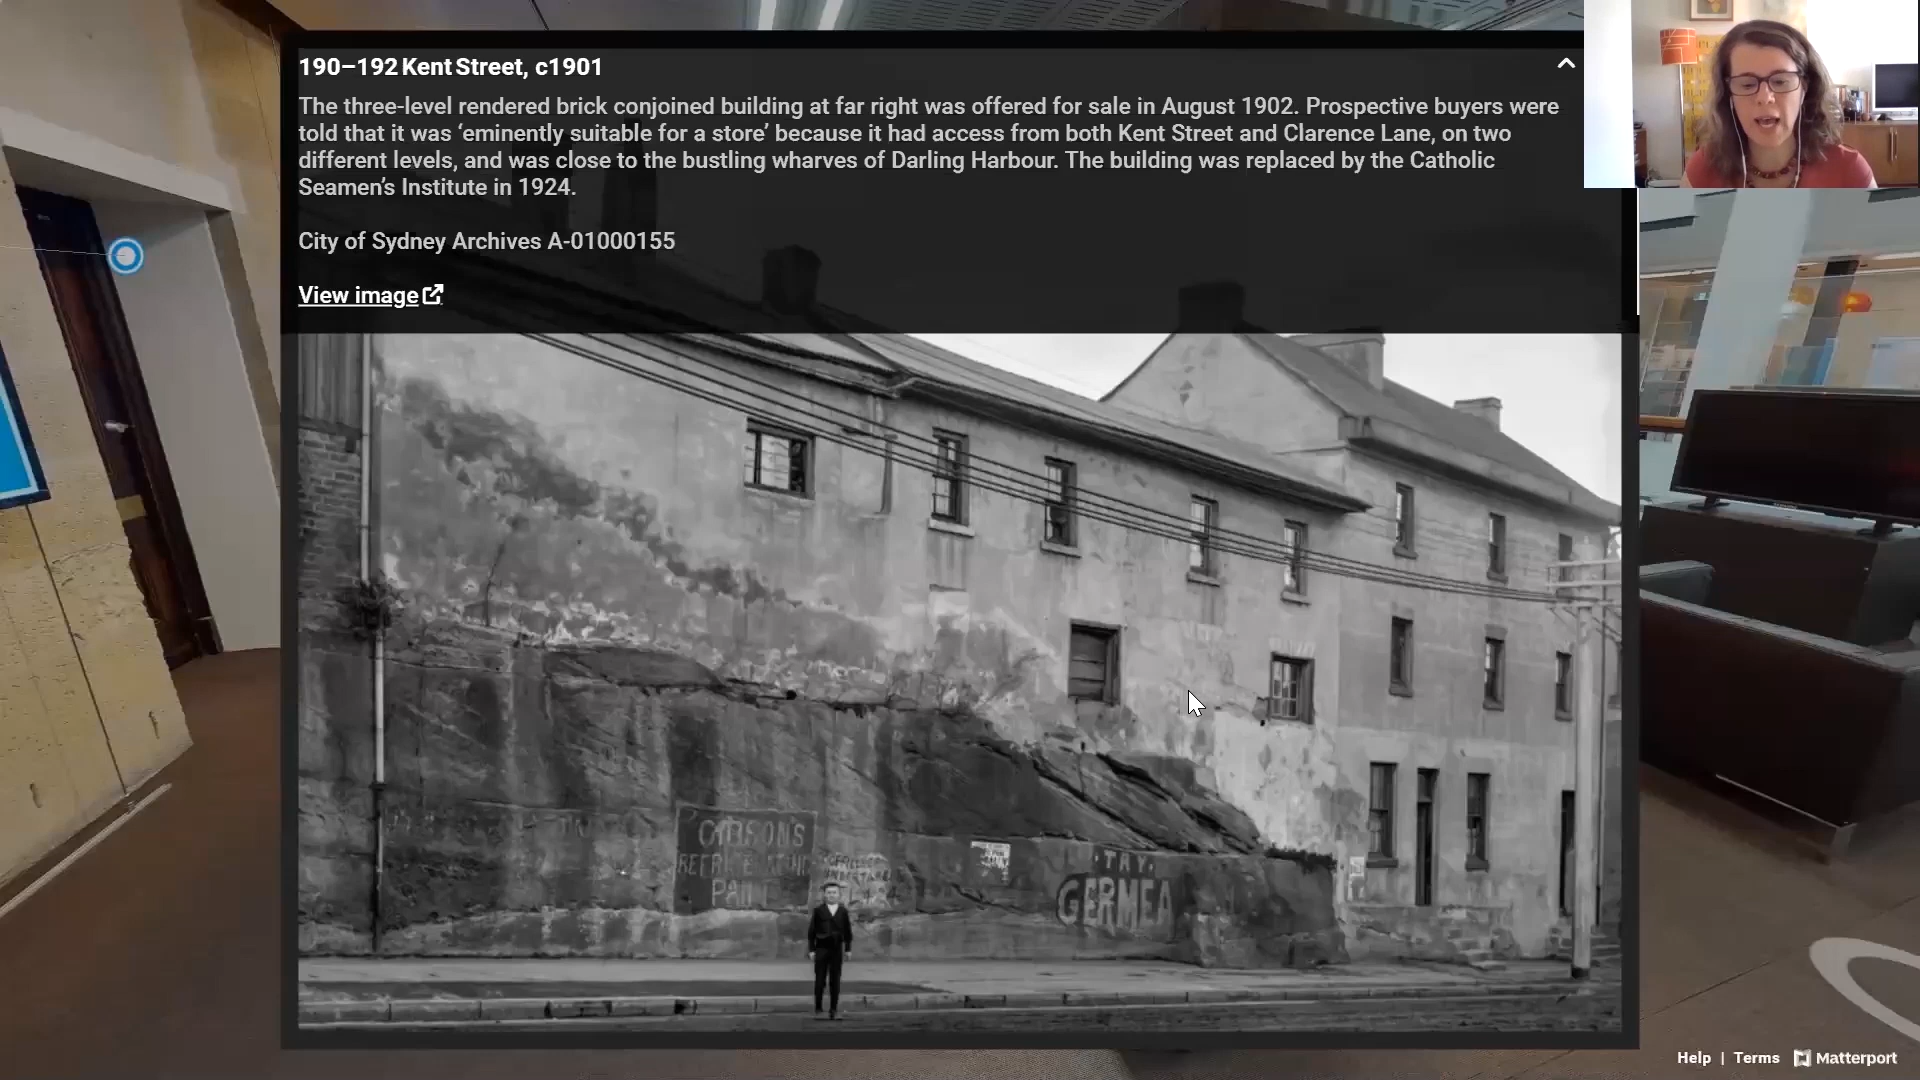 190–192 Kent Street, c1901
The three-level rendered brick conjoined building at far right was offered for sale in August 1902. Prospective buyers were
told that it was ‘eminently suitable for a store’ because it had access from both Kent Street and Clarence Lane, on two
different levels, and was close to the bustling wharves of Darling Harbour. The building was replaced by the Catholic
Seamen’s Institute in 1924.
City of Sydney Archives A-01000155
View image
PAINT
TRY
GERMEA
Help | Terms Matterport